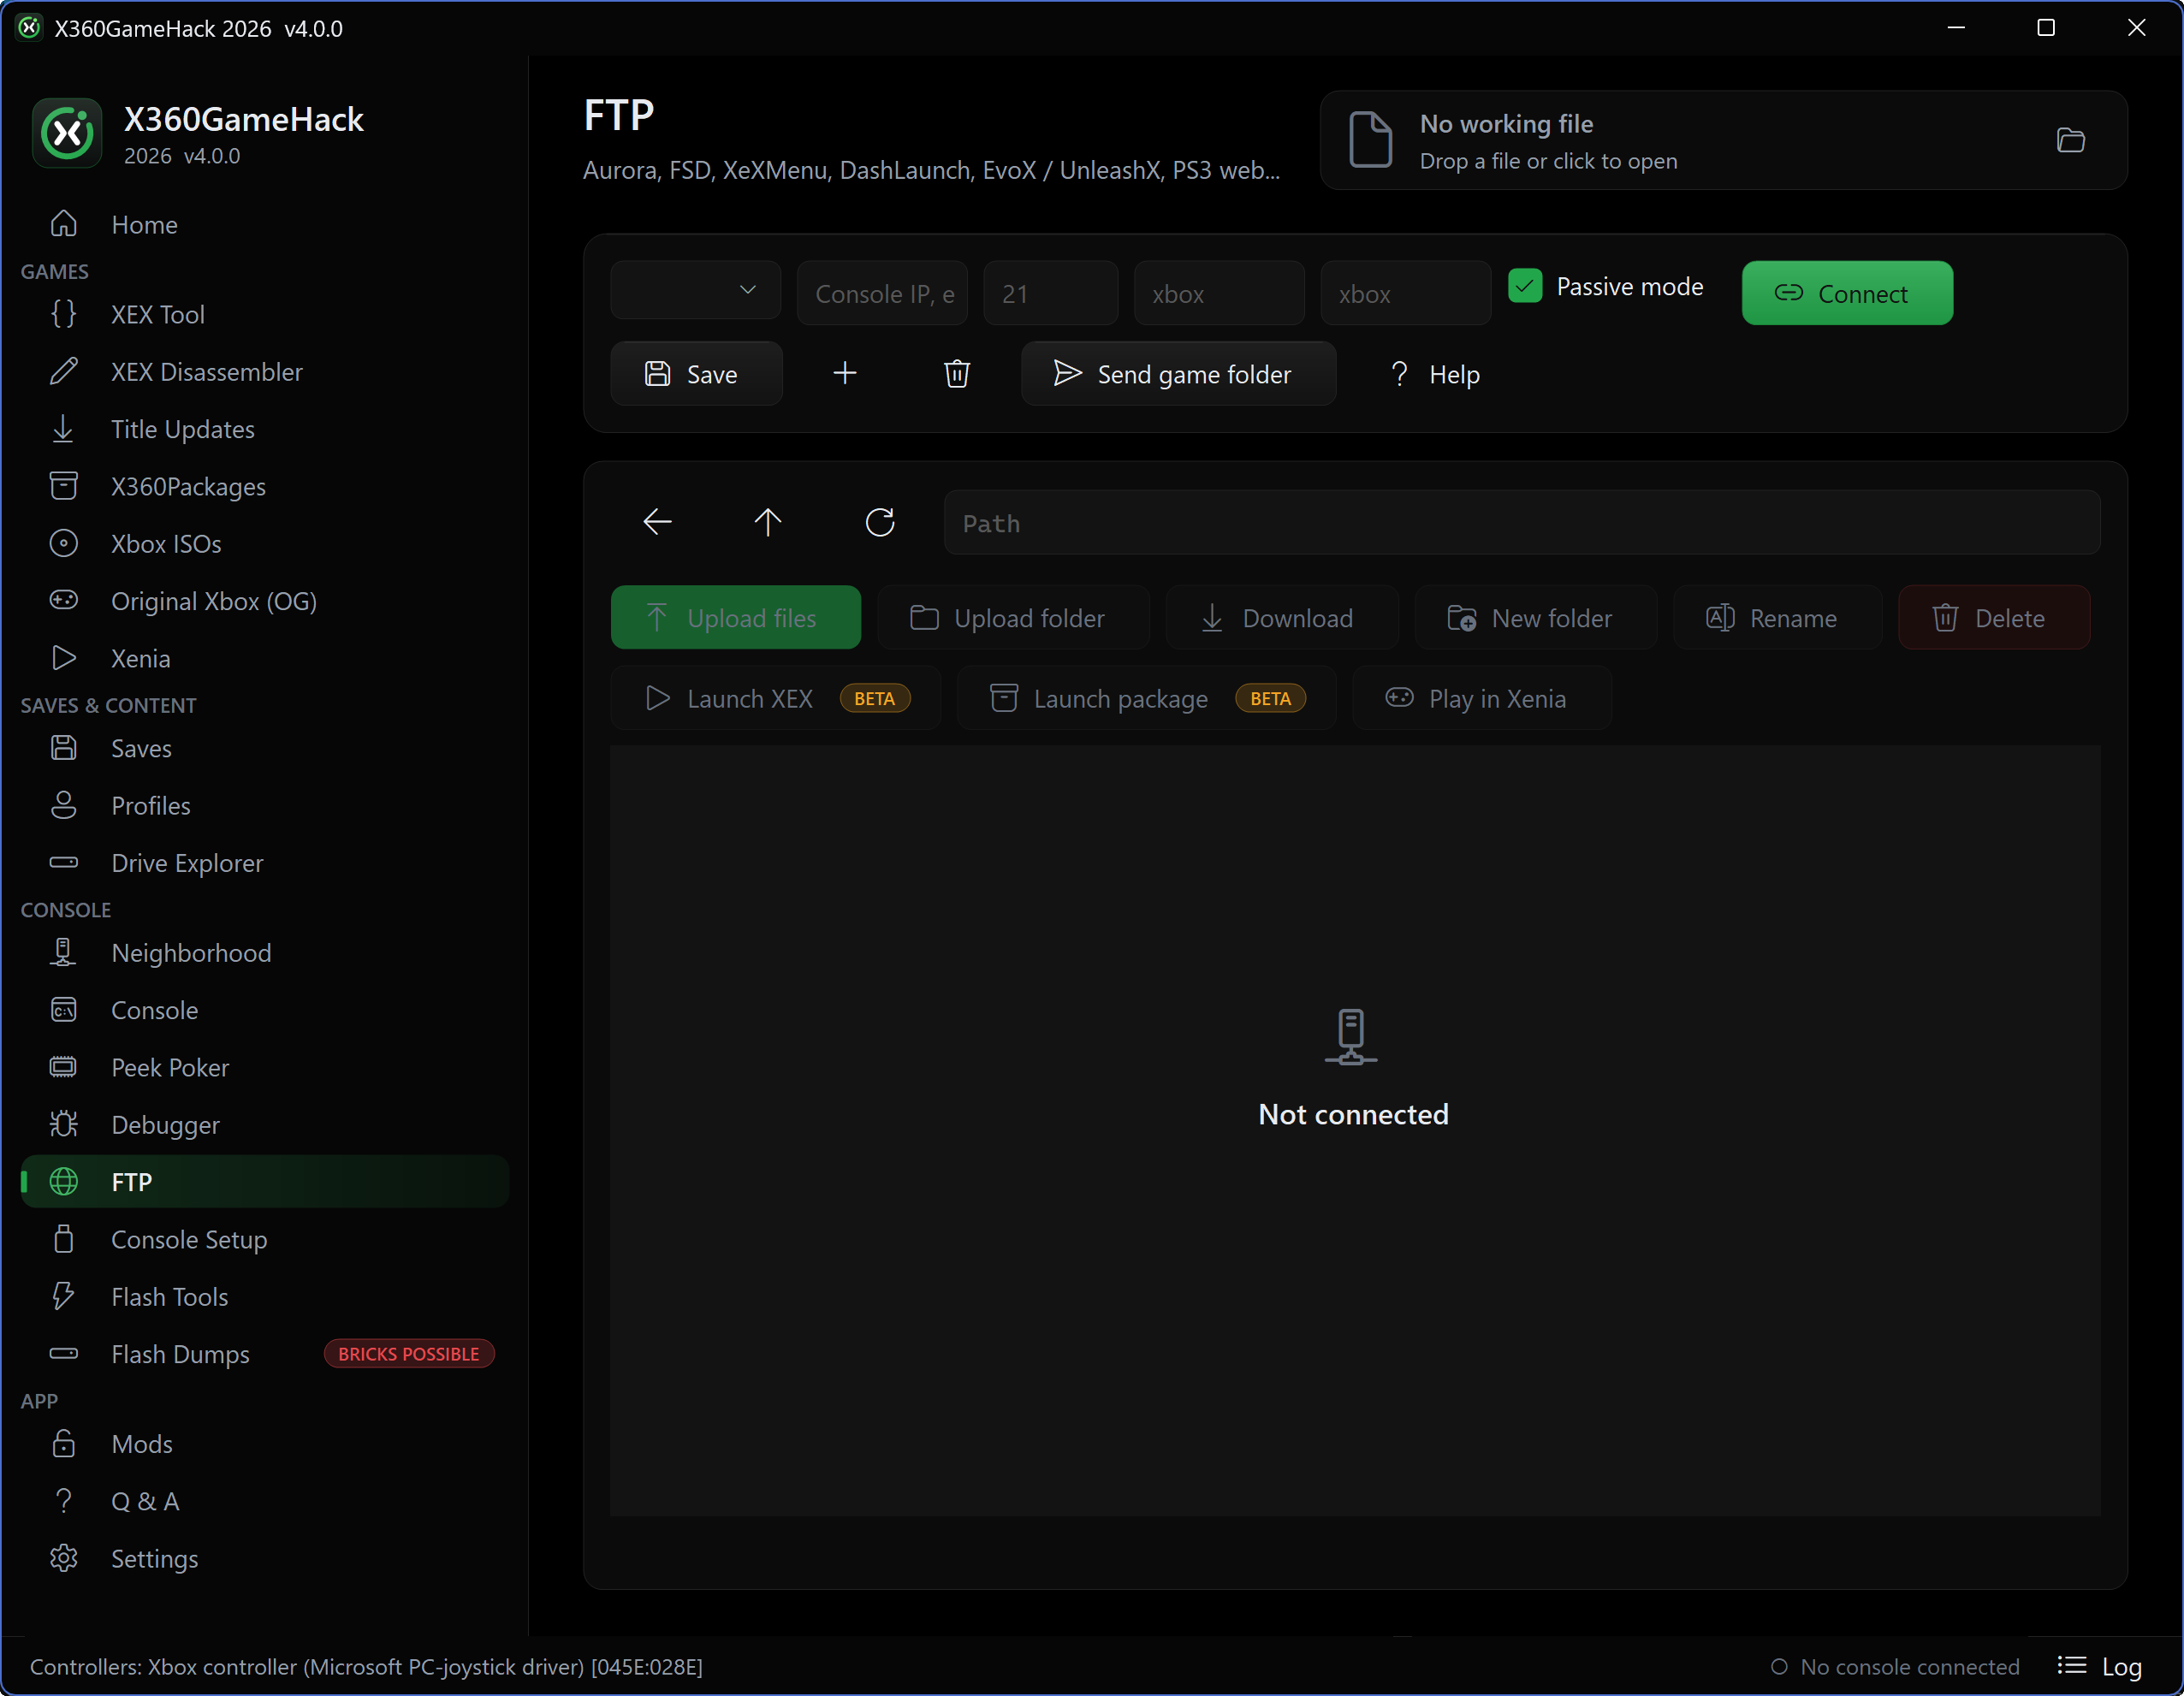 X360GameHack 2026 v4.0.0
X360GameHack
2026 v4.0.0
Home
GAMES
XEX Tool
XEX Disassembler
Title Updates
X360Packages
Xbox ISOs
Original Xbox (OG)
Xenia
SAVES & CONTENT
Saves
Profiles
Drive Explorer
CONSOLE
Neighborhood
Console
Peek Poker
Debugger
FTP
Console Setup
Flash Tools
Flash Dumps BRICKS POSSIBLE
APP
Mods
Q & A
Settings
FTP
Aurora, FSD, XeXMenu, DashLaunch, EvoX / UnleashX, PS3 web...
No working file
Drop a file or click to open
Console IP, e 21 xbox xbox Passive mode Connect
Save Send game folder ? Help
Path
Upload files Upload folder Download New folder Rename Delete
Launch XEX BETA Launch package BETA Play in Xenia
Not connected
Controllers: Xbox controller (Microsoft PC-joystick driver) [045E:028E]
No console connected Log